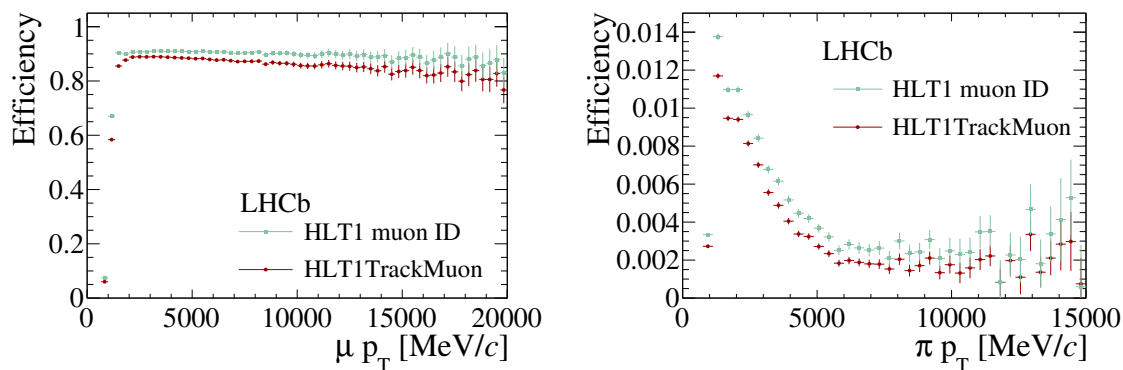 Efficiency
1
0.8
0.6
0.4
0.2
0
LHCb
HLT1 muon ID
HLT1TrackMuon
0 5000 10000 15000 20000
μ p_T [MeV/c]
Efficiency
0.014
0.012
0.01
0.008
0.006
0.004
0.002
0.000
LHCb
HLT1 muon ID
HLT1TrackMuon
0 5000 10000 15000
π p_T [MeV/c]